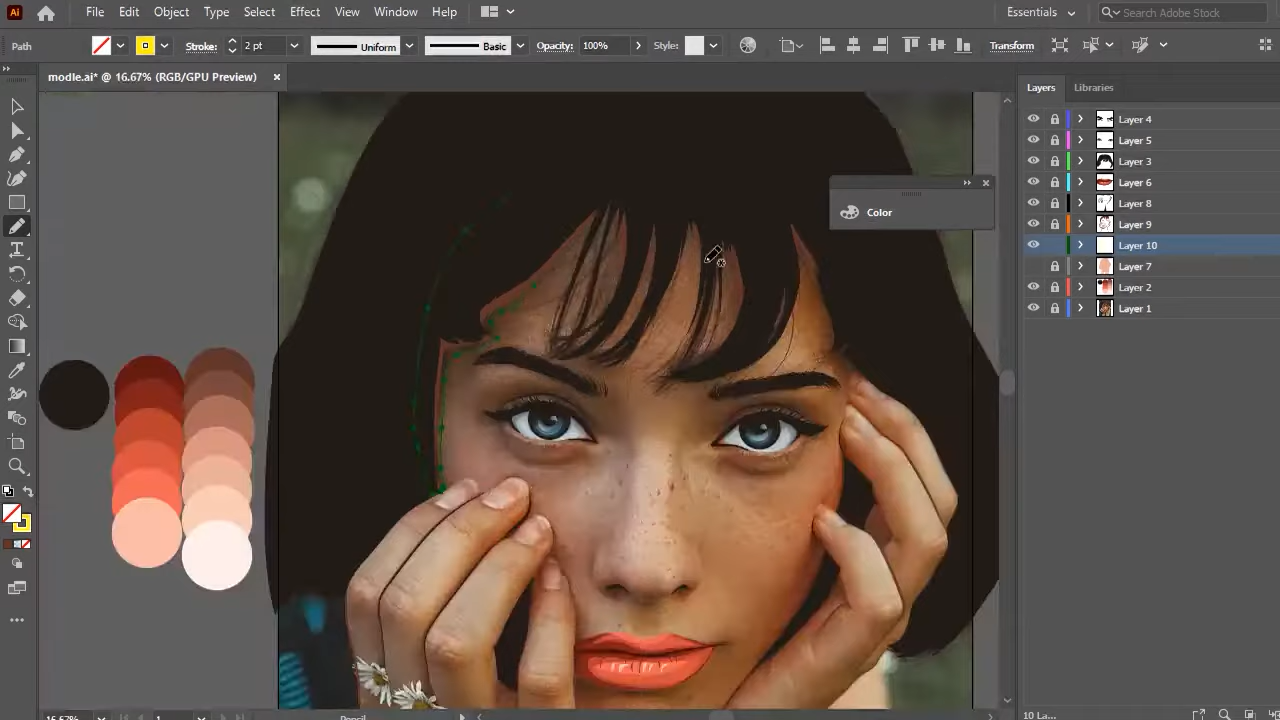 Ai File Edit Object Type Select Effect View Window Help Essentials Search Adobe Stock
Path Stroke: 2 pt Uniform Basic Opacity: 100% Style: Transform
modle.ai* @ 16.67% (RGB/GPU Preview)
Layers Libraries
Layer 4
Layer 5
Layer 3
Layer 6
Layer 8
Color
Layer 9
Layer 10
Layer 7
Layer 2
Layer 1
16.67% 1 Pencil 10 La...